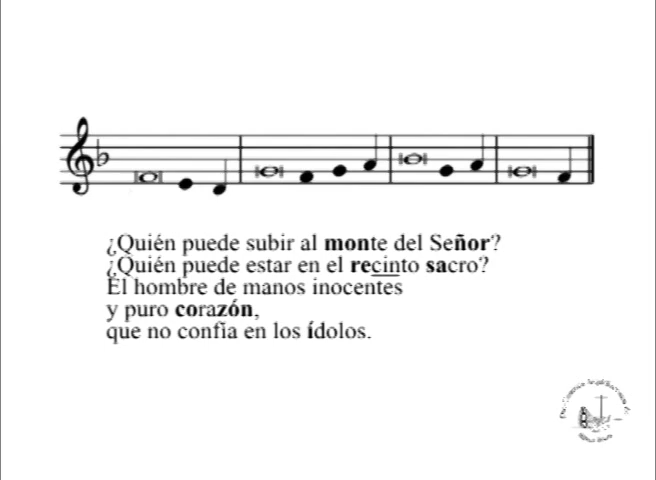 ¿Quién puede subir al monte del Señor?
¿Quién puede estar en el recinto sacro?
El hombre de manos inocentes
y puro corazón,
que no confía en los ídolos.